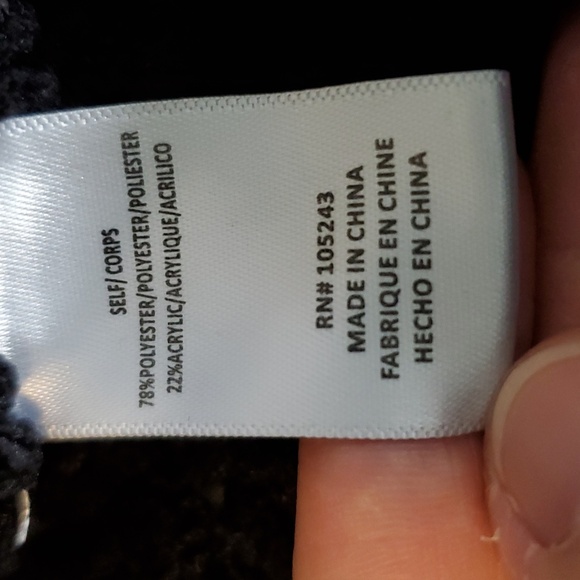 SELF/CORPS
78%POLYESTER/POLYESTER/POLIESTER
22%ACRYLIC/ACRYLIQUE/ACRILICO
RN# 105243
MADE IN CHINA
FABRIQUE EN CHINE
HECHO EN CHINA